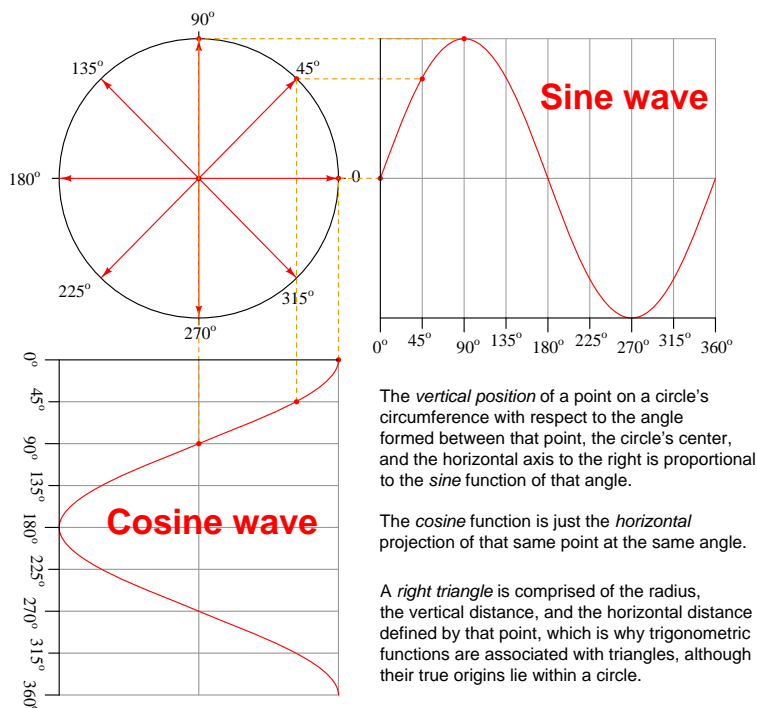 90°
135°
45°
180°
0
225°
315°
270°
Sine wave
0°
45°
90°
135°
180°
225°
270°
315°
360°
0°
45°
90°
135°
180°
225°
270°
315°
360°
Cosine wave
The vertical position of a point on a circle's
circumference with respect to the angle
formed between that point, the circle's center,
and the horizontal axis to the right is proportional
to the sine function of that angle.
The cosine function is just the horizontal
projection of that same point at the same angle.
A right triangle is comprised of the radius,
the vertical distance, and the horizontal distance
defined by that point, which is why trigonometric
functions are associated with triangles, although
their true origins lie within a circle.